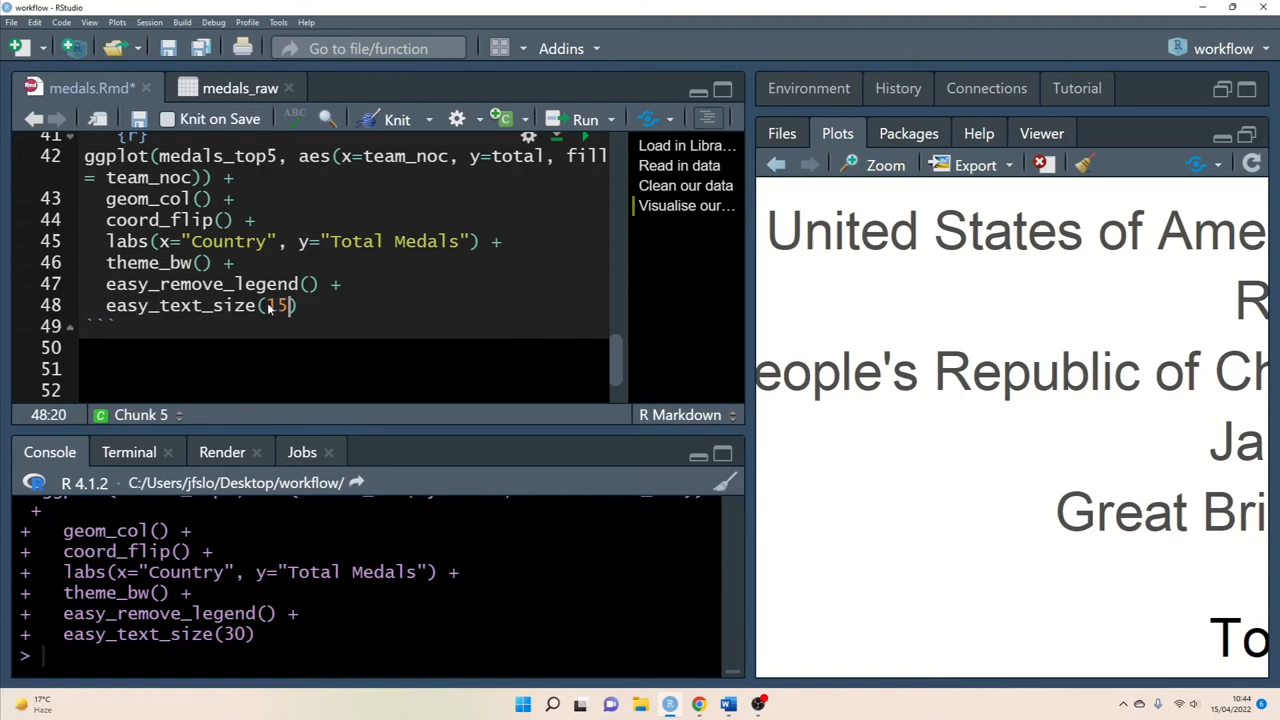 workflow - RStudio
File Edit Code View Plots Session Build Debug Profile Tools Help
Go to file/function Addins workflow
medals.Rmd* medals_raw
Knit on Save ABC Knit Run
41 {r}
42 ggplot(medals_top5, aes(x=team_noc, y=total, fill
= team_noc)) +
43 geom_col() +
44 coord_flip() +
45 labs(x="Country", y="Total Medals") +
46 theme_bw() +
47 easy_remove_legend() +
48 easy_text_size(15)
49 ```
50
51
52
48:20 Chunk 5 R Markdown
Load in Libra...
Read in data
Clean our data
Visualise our...
Console Terminal Render Jobs
R 4.1.2 · C:/Users/jfslo/Desktop/workflow/
+
+ geom_col() +
+ coord_flip() +
+ labs(x="Country", y="Total Medals") +
+ theme_bw() +
+ easy_remove_legend() +
+ easy_text_size(30)
>
Environment History Connections Tutorial
Files Plots Packages Help Viewer
Zoom Export
United States of Ame
R
eople's Republic of Ch
Ja
Great Bri
To
17°C
Haze
10:44
15/04/2022
6